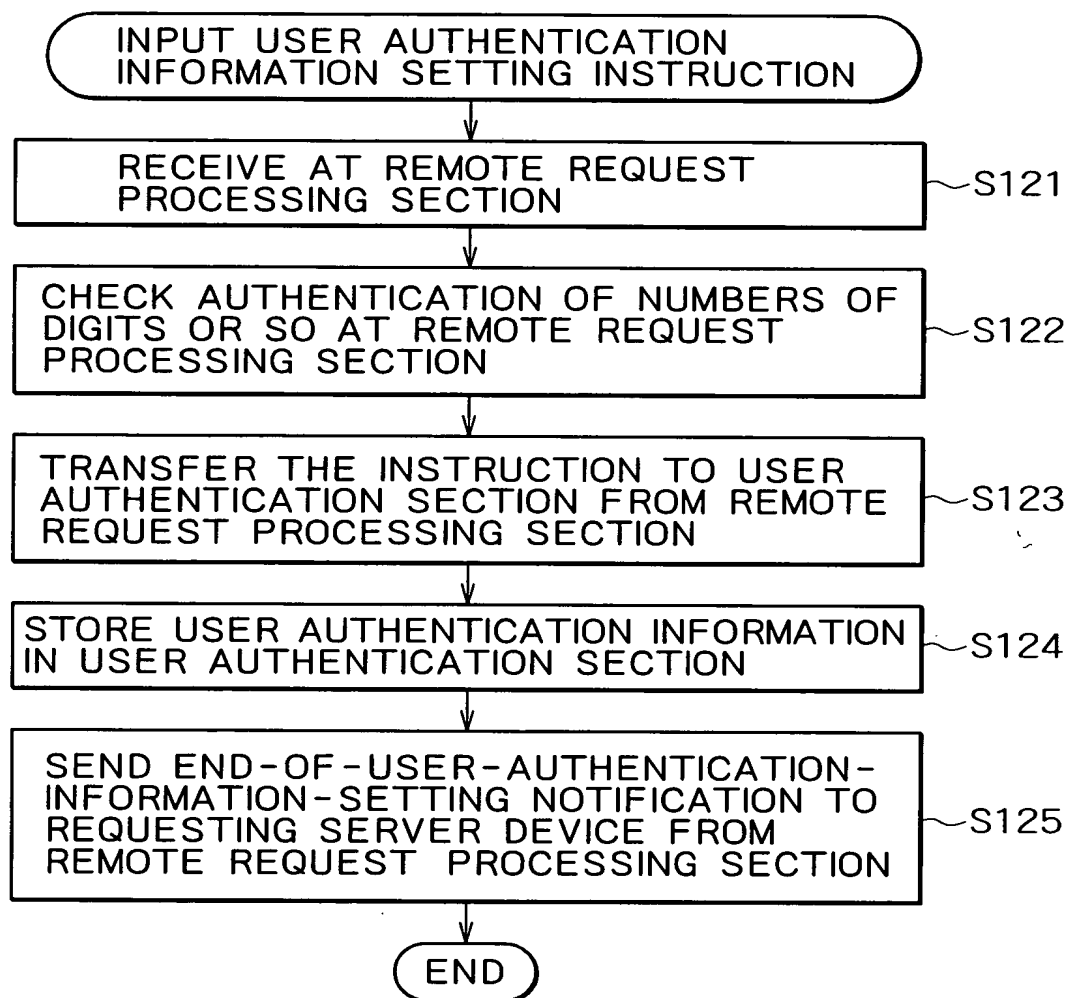 INPUT USER AUTHENTICATION
INFORMATION SETTING INSTRUCTION
RECEIVE AT REMOTE REQUEST
PROCESSING SECTION
S121
CHECK AUTHENTICATION OF NUMBERS OF
DIGITS OR SO AT REMOTE REQUEST
PROCESSING SECTION
S122
TRANSFER THE INSTRUCTION TO USER
AUTHENTICATION SECTION FROM REMOTE
REQUEST PROCESSING SECTION
S123
STORE USER AUTHENTICATION INFORMATION
IN USER AUTHENTICATION SECTION
S124
SEND END-OF-USER-AUTHENTICATION-
INFORMATION-SETTING NOTIFICATION TO
REQUESTING SERVER DEVICE FROM
REMOTE REQUEST PROCESSING SECTION
S125
END